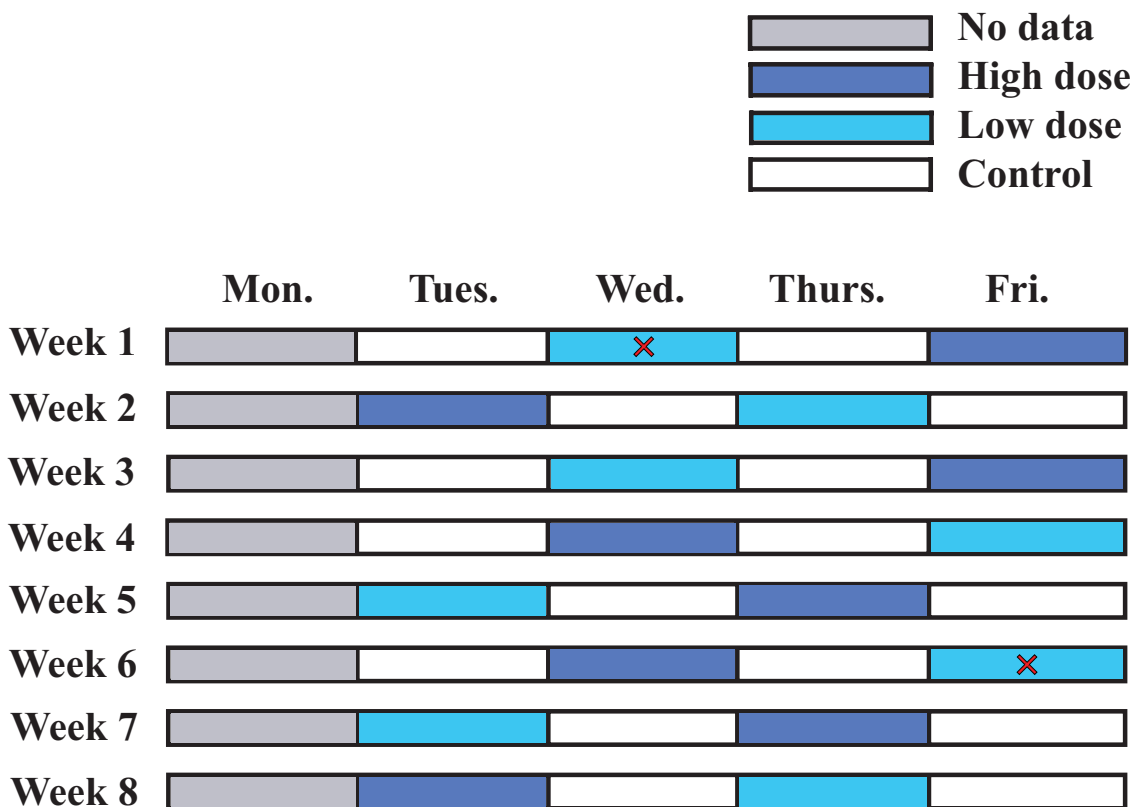 No data
High dose
Low dose
Control
Mon. Tues. Wed. Thurs. Fri.
Week 1
Week 2
Week 3
Week 4
Week 5
Week 6
Week 7
Week 8